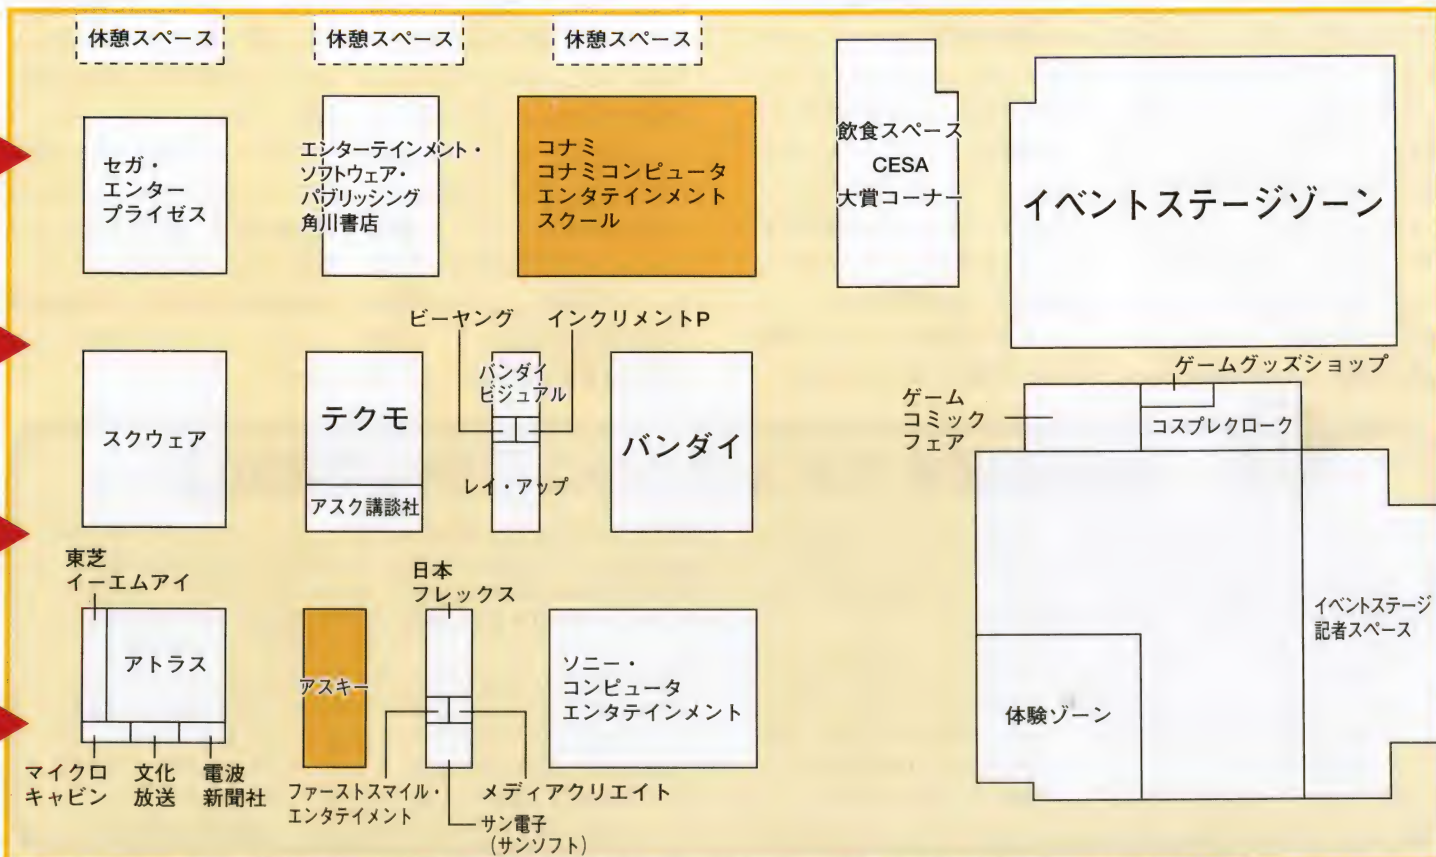 休憩スペース
休憩スペース
休憩スペース
セガ・
エンター
プライゼス
エンターテインメント・
ソフトウェア・
パブリッシング
角川書店
コナミ
コナミコンピュータ
エンタテインメント
スクール
飲食スペース
CESA
大賞コーナー
イベントステージゾーン
ビーヤング
インクリメントP
スクウェア
テクモ
アスク講談社
バンダイ
ビジュアル
レイ・アップ
バンダイ
ゲームグッズショップ
ゲーム
コミック
フェア
コスプレクローク
東芝
イーエムアイ
アトラス
マイクロ
キャビン
文化
放送
電波
新聞社
アスキー
日本
フレックス
ファーストスマイル・
エンタテイメント
メディアクリエイト
サン電子
(サンソフト)
ソニー・
コンピュータ
エンタテインメント
体験ゾーン
イベントステージ
記者スペース